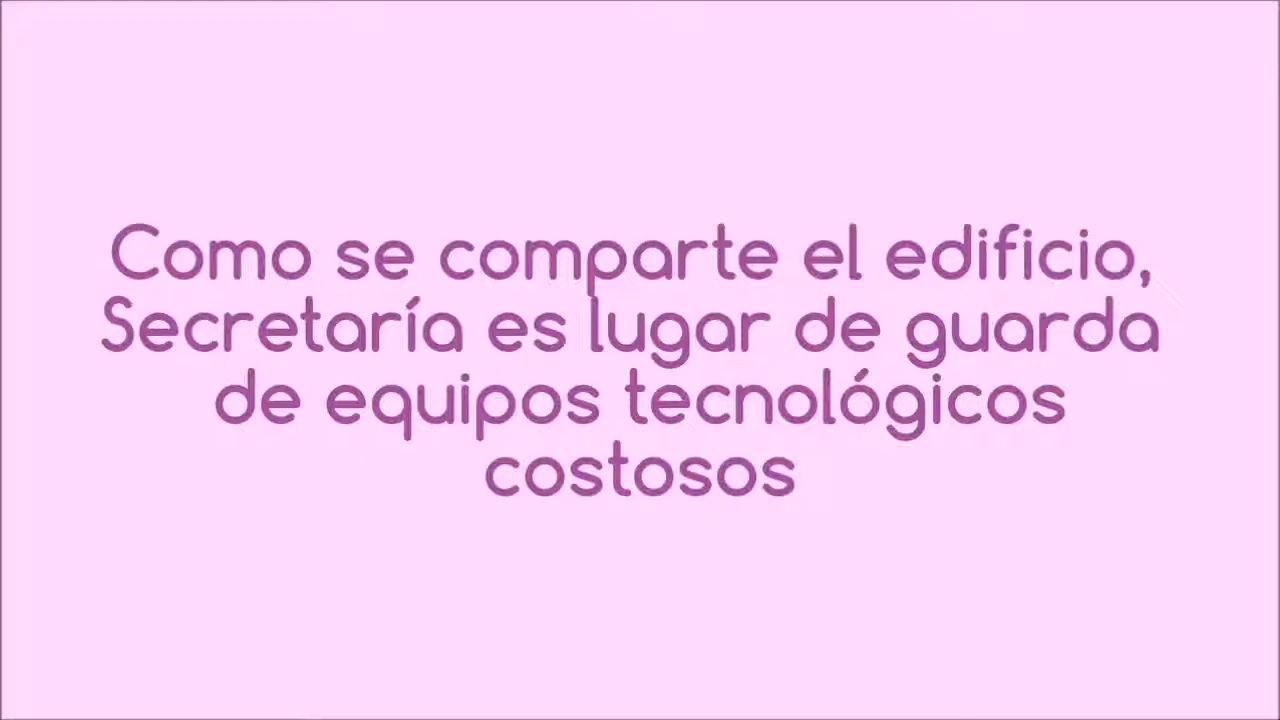 Como se comparte el edificio,
Secretaría es lugar de guarda
de equipos tecnológicos
costosos